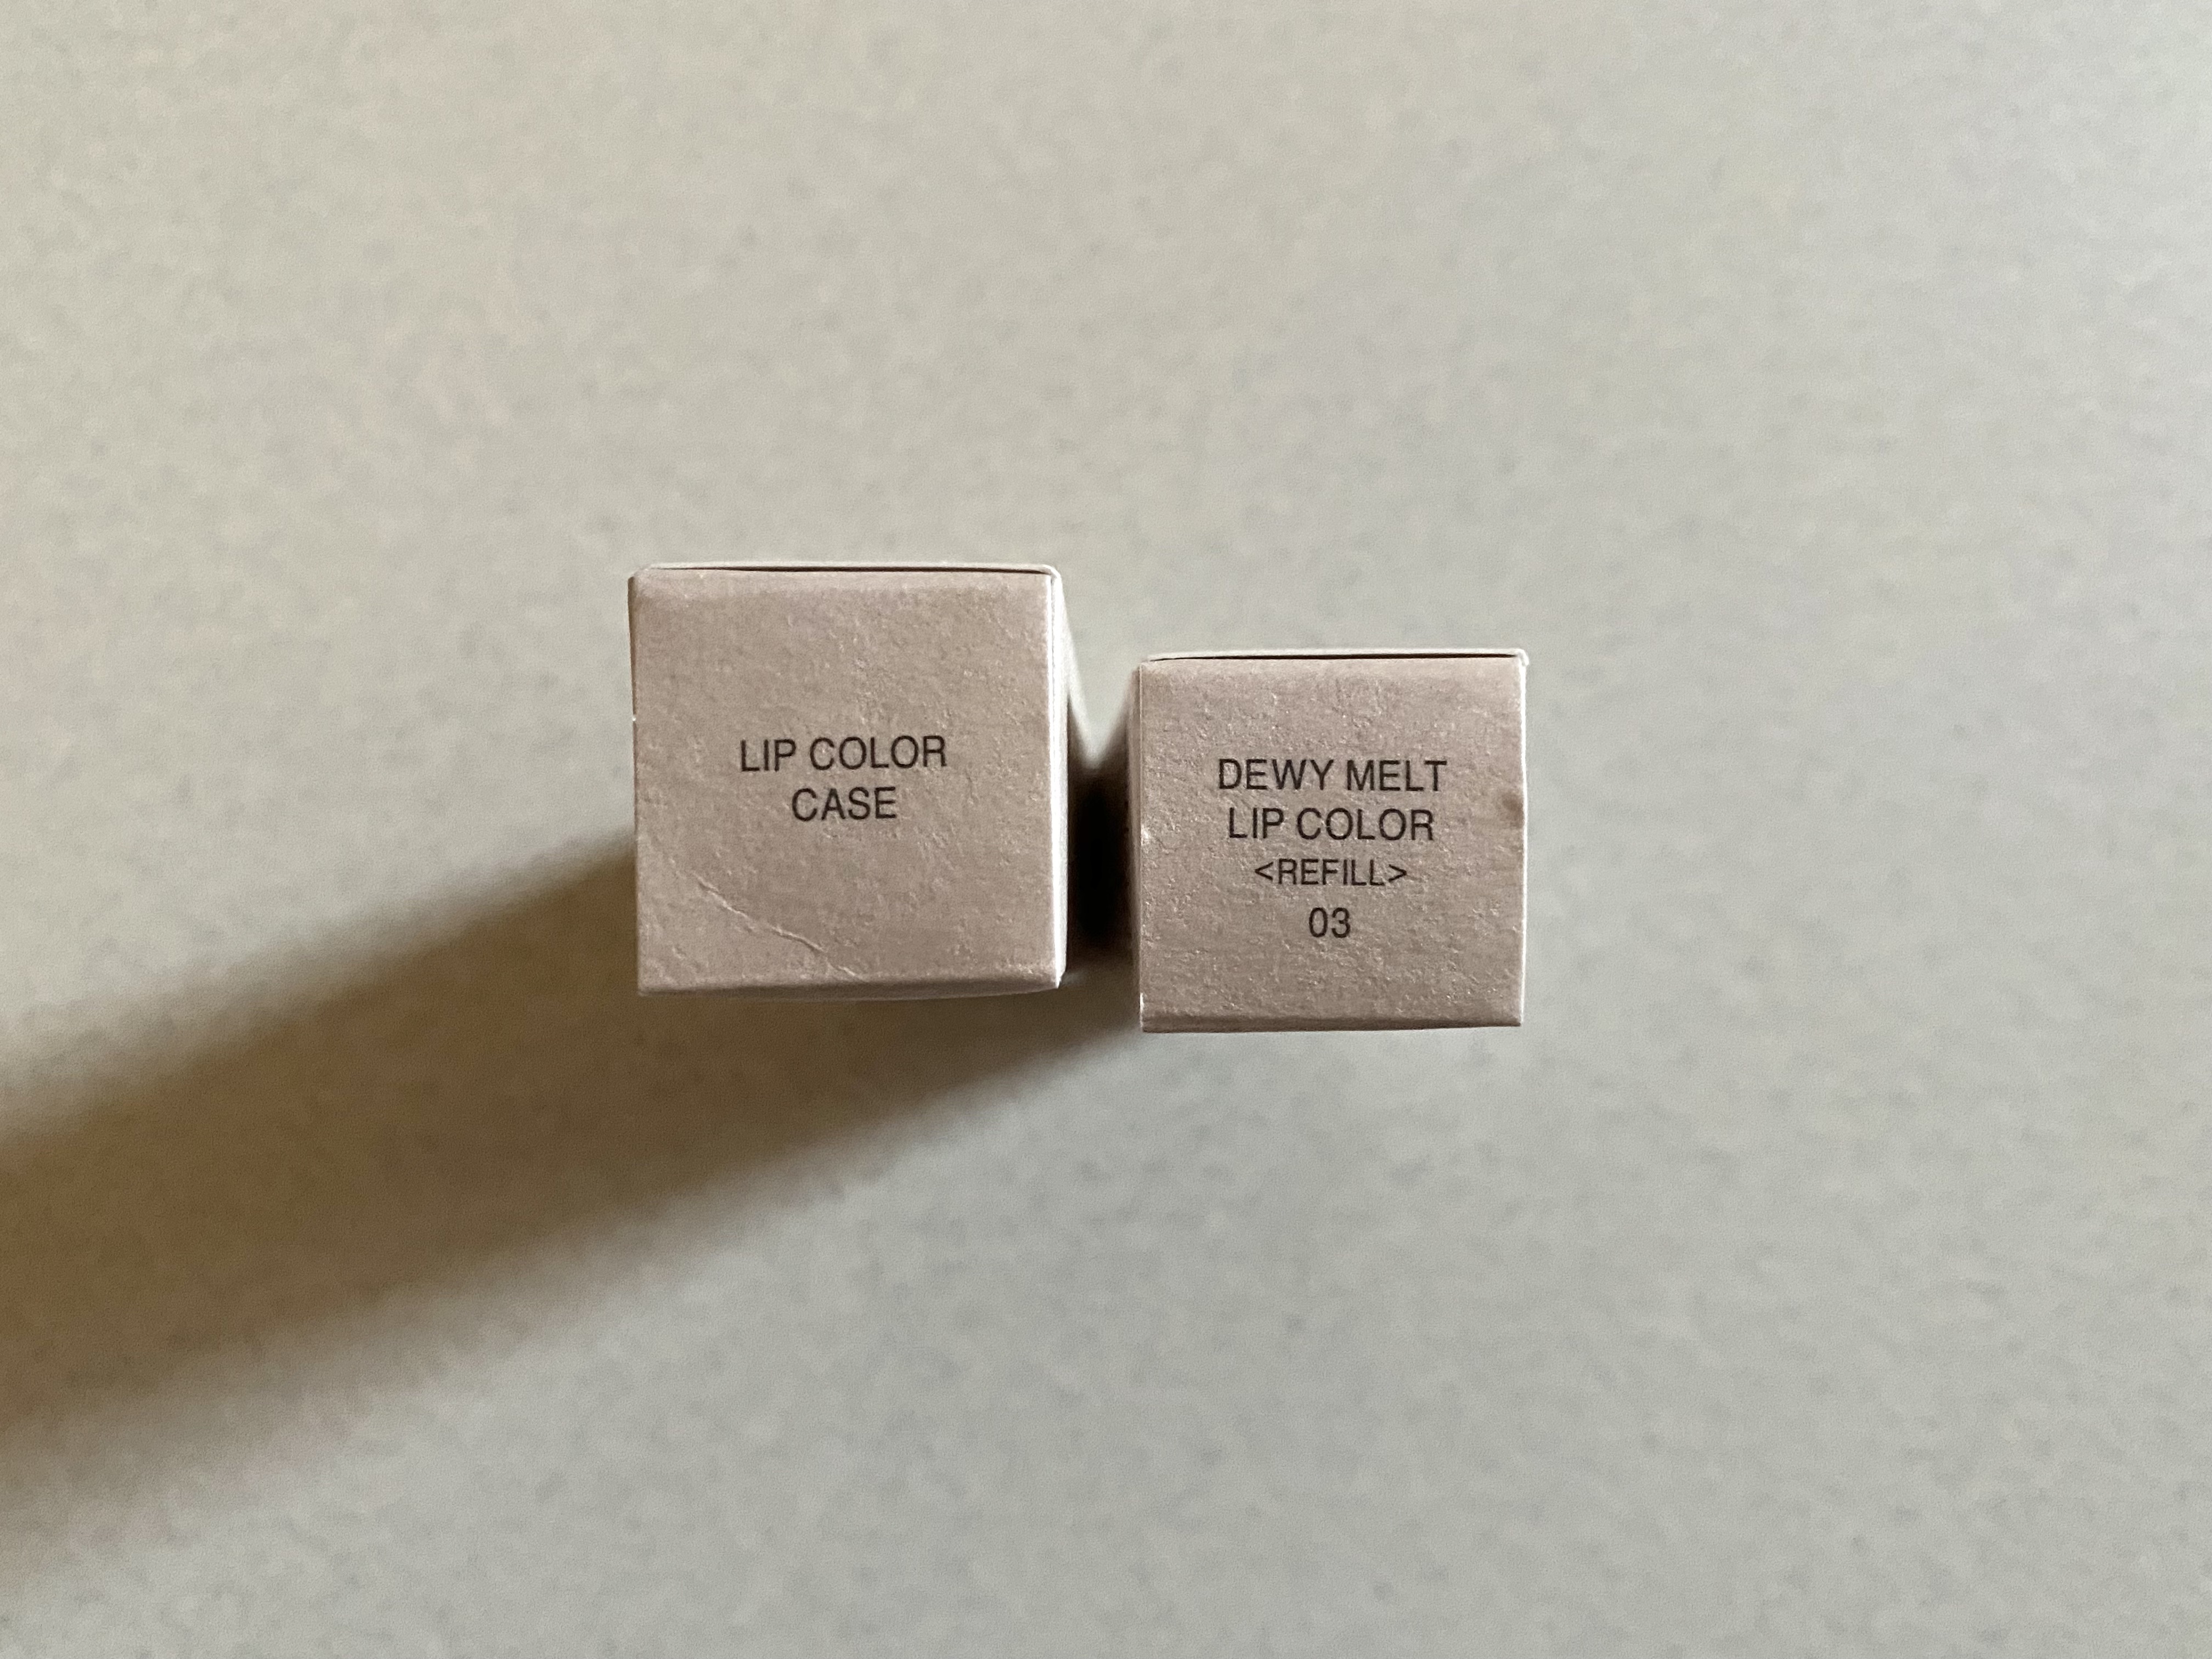 LIP COLOR
CASE
DEWY MELT
LIP COLOR
<REFILL>
03